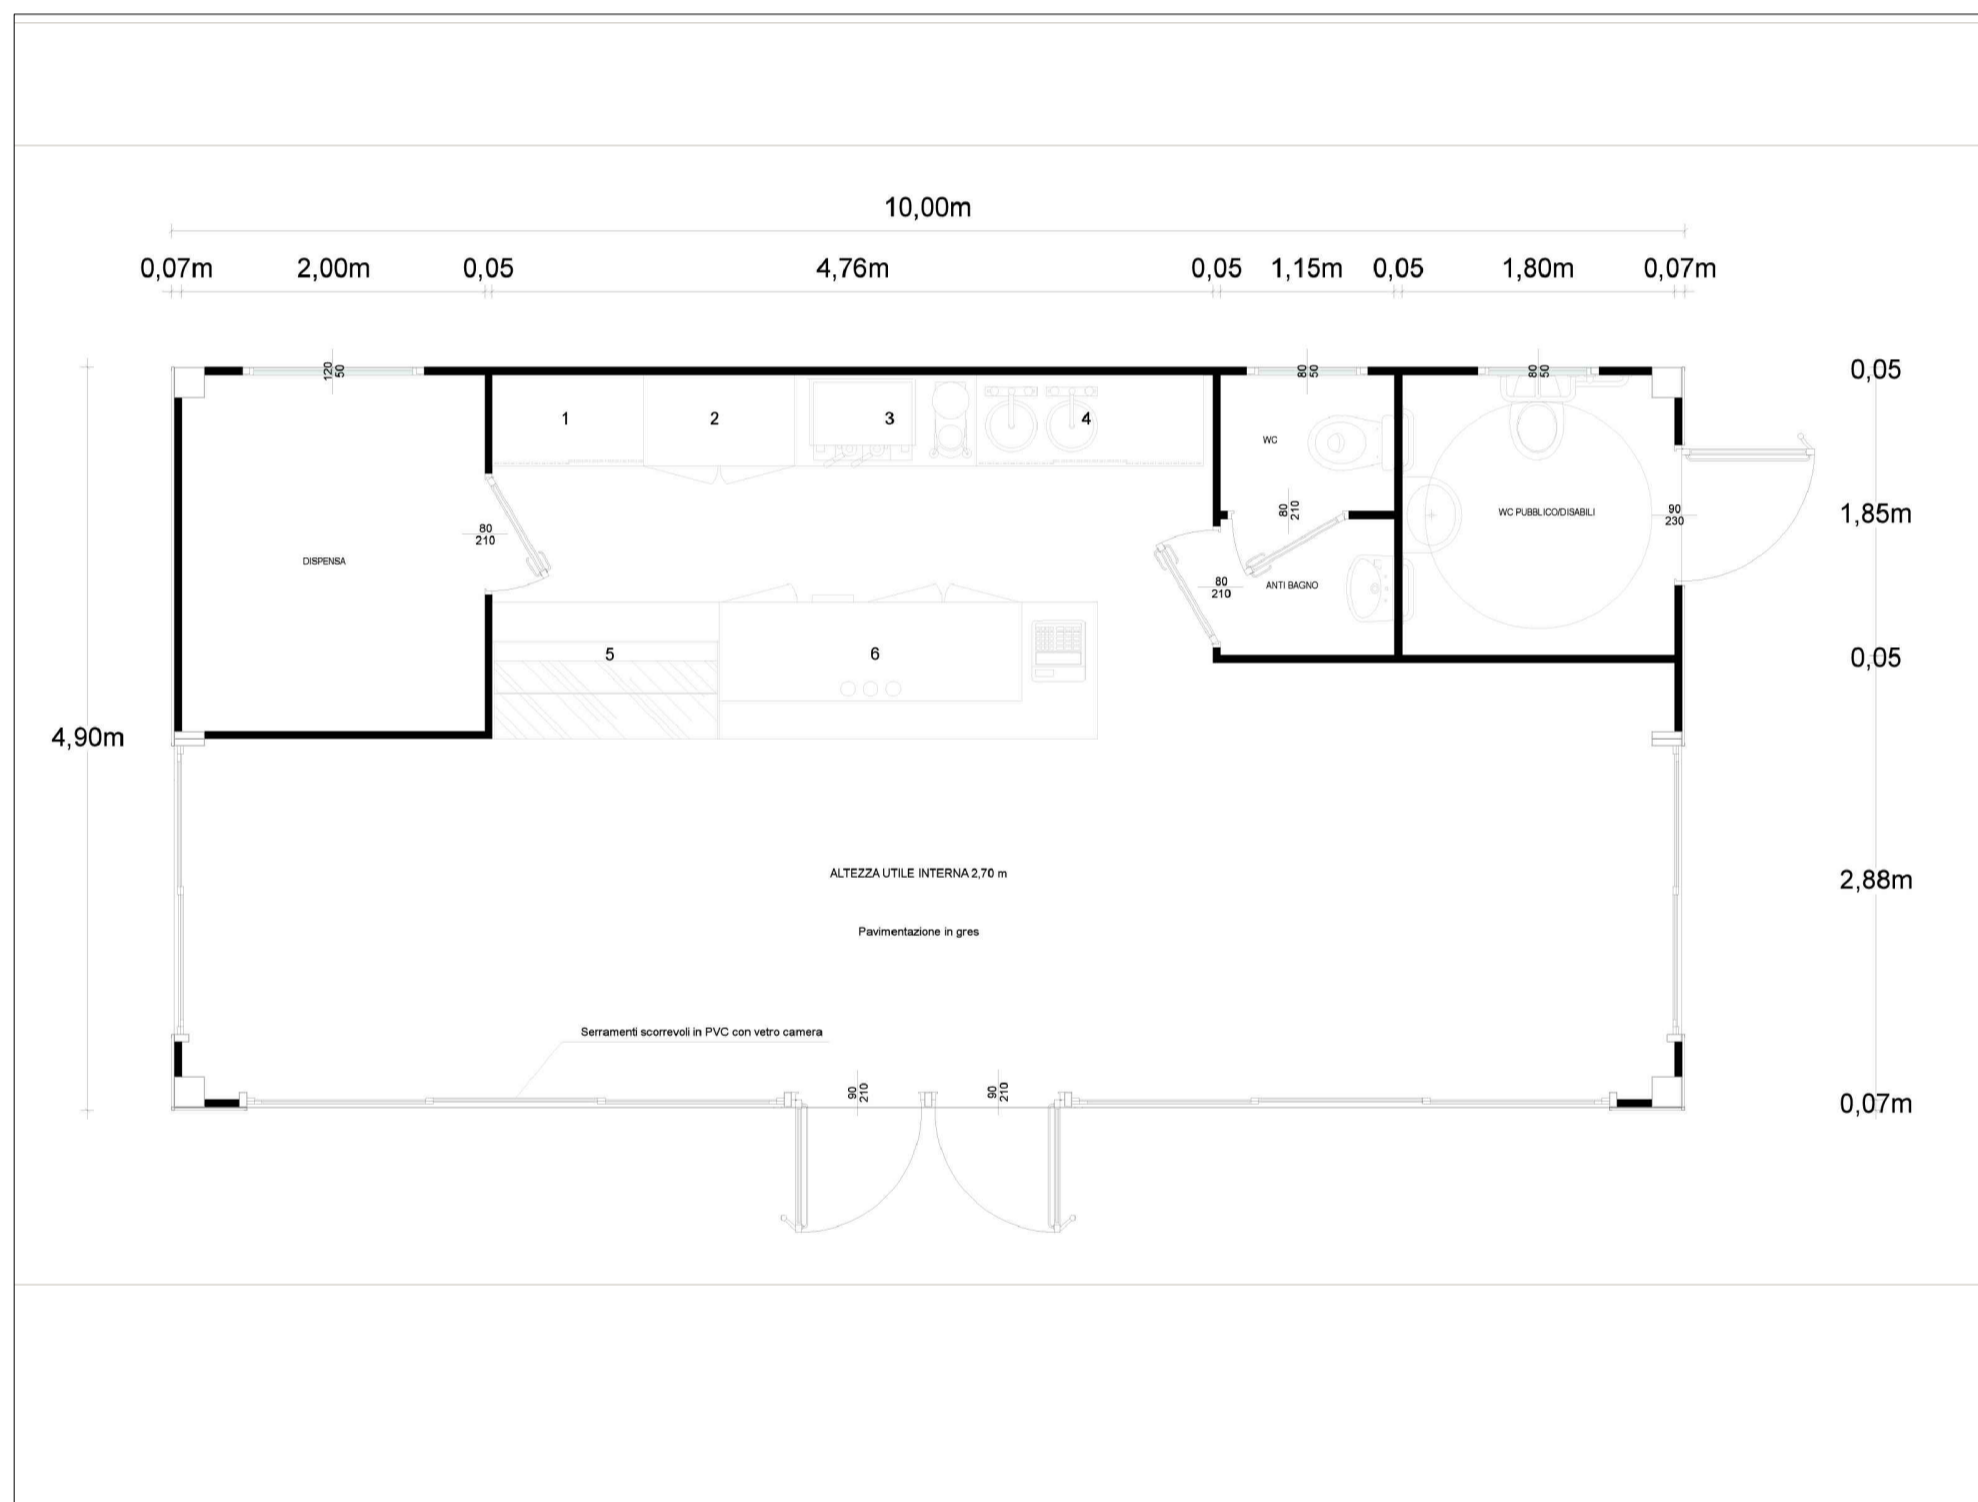 10,00m
0,07m 2,00m 0,05 4,76m 0,05 1,15m 0,05 1,80m 0,07m
120
50
80
50
80
50
0,05
1
2
3
4
WC
80
210
WC PUBBLICO/DISABILI
90
230
1,85m
80
210
DISPENSA
80
210
ANTI BAGNO
5
6
0,05
4,90m
ALTEZZA UTILE INTERNA 2,70 m
2,88m
Pavimentazione in gres
Serramenti scorrevoli in PVC con vetro camera
90
210
90
210
0,07m